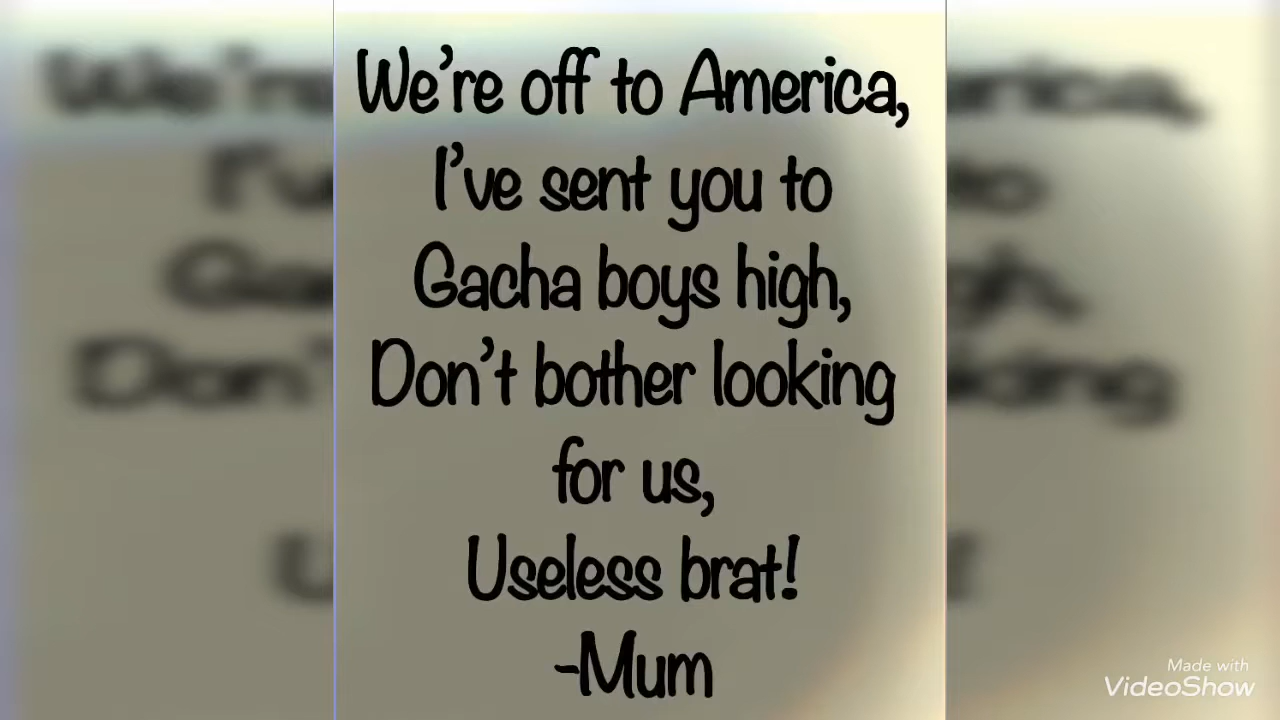 We're off to America,
I've sent you to
Gacha boys high,
Don't bother looking
for us,
Useless brat!
-Mum
Made with
VideoShow